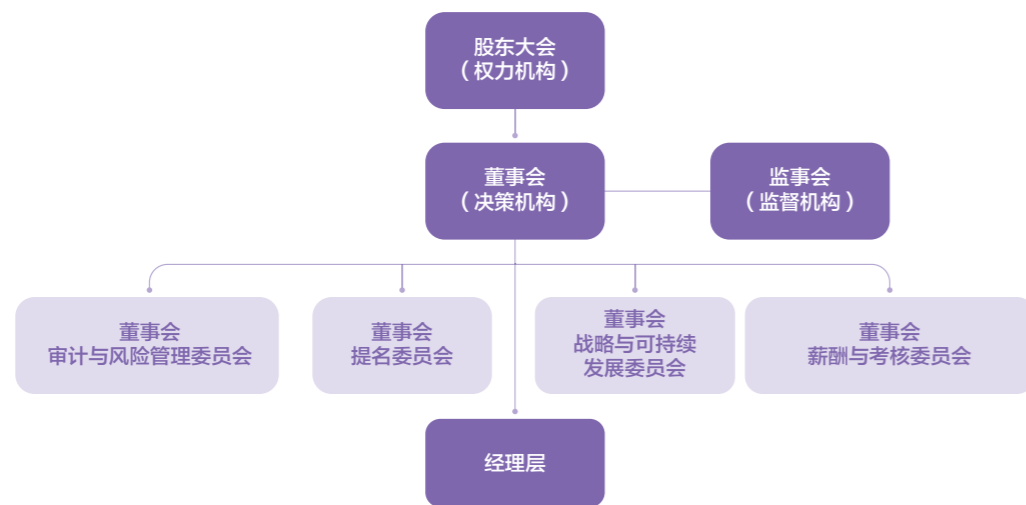 股东大会
（权力机构）
董事会
（决策机构）
监事会
（监督机构）
董事会
审计与风险管理委员会
董事会
提名委员会
董事会
战略与可持续
发展委员会
董事会
薪酬与考核委员会
经理层